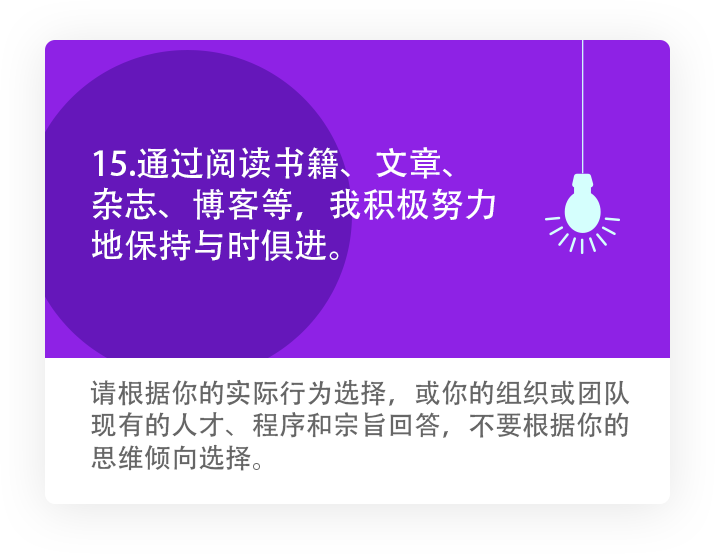 15.通过阅读书籍、文章、
杂志、博客等，我积极努力
地保持与时俱进。
请根据你的实际行为选择，或你的组织或团队
现有的人才、程序和宗旨回答，不要根据你的
思维倾向选择。